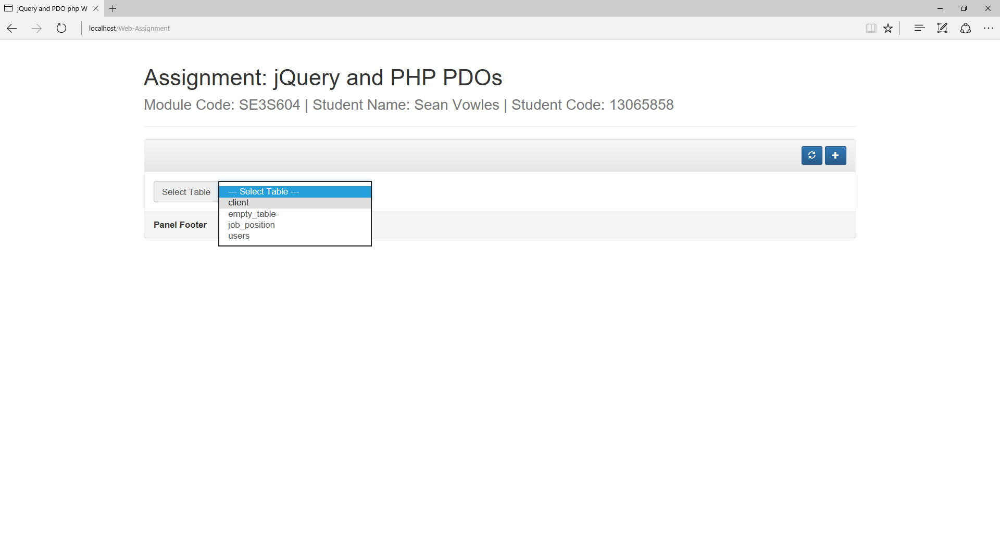 jQuery and PDO php W
localhost/Web-Assignment
Assignment: jQuery and PHP PDOs
Module Code: SE3S604 | Student Name: Sean Vowles | Student Code: 13065858
Select Table
--- Select Table ---
client
empty_table
job_position
users
Panel Footer